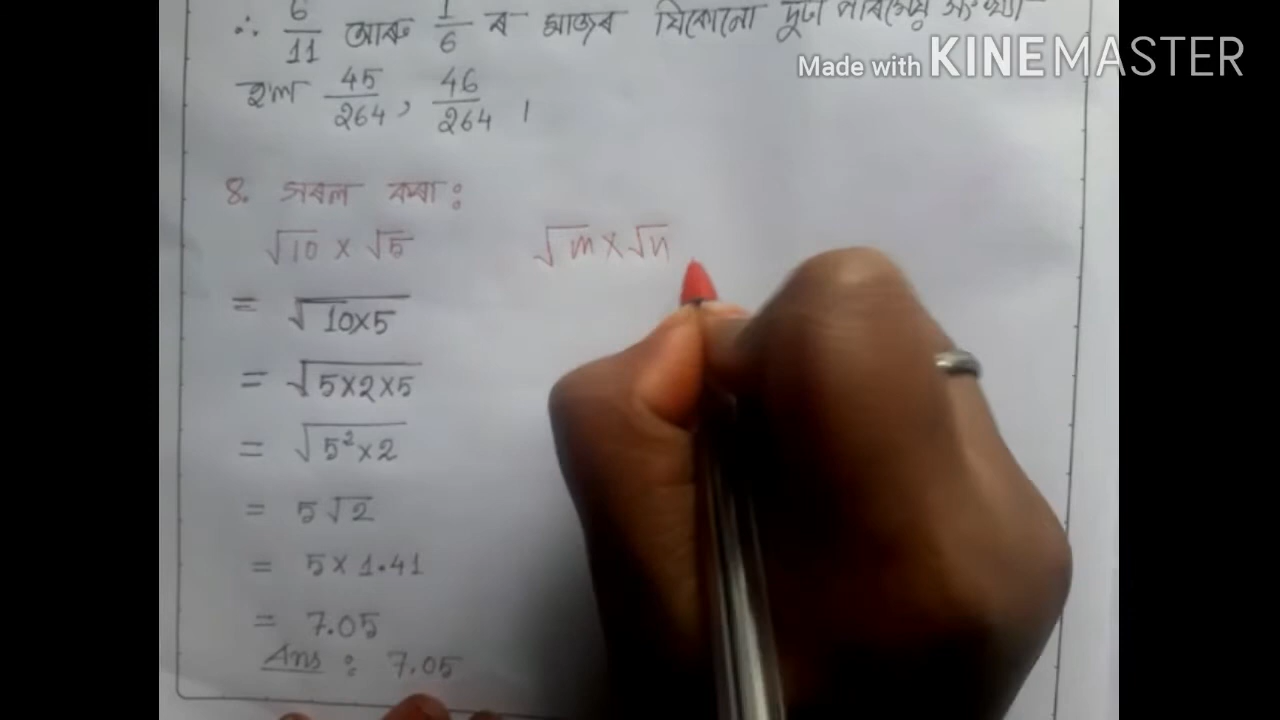 ∴ 6/11 আৰু 1/6 ৰ মাজৰ যিকোনো দুটা পৰিমেয় সংখ্যা
Made with KINEMASTER
হ'ল 45/264, 46/264 ।
8. সৰল কৰা :
√10 × √5
√m × √n
= √10×5
= √5×2×5
= √5²×2
= 5√2
= 5 × 1.41
= 7.05
Ans : 7.05